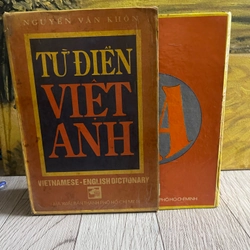 NGUYỄN VĂN KHÔN
TỪ ĐIỂN
VIỆT
ANH
VIETNAMESE - ENGLISH DICTIONARY
A